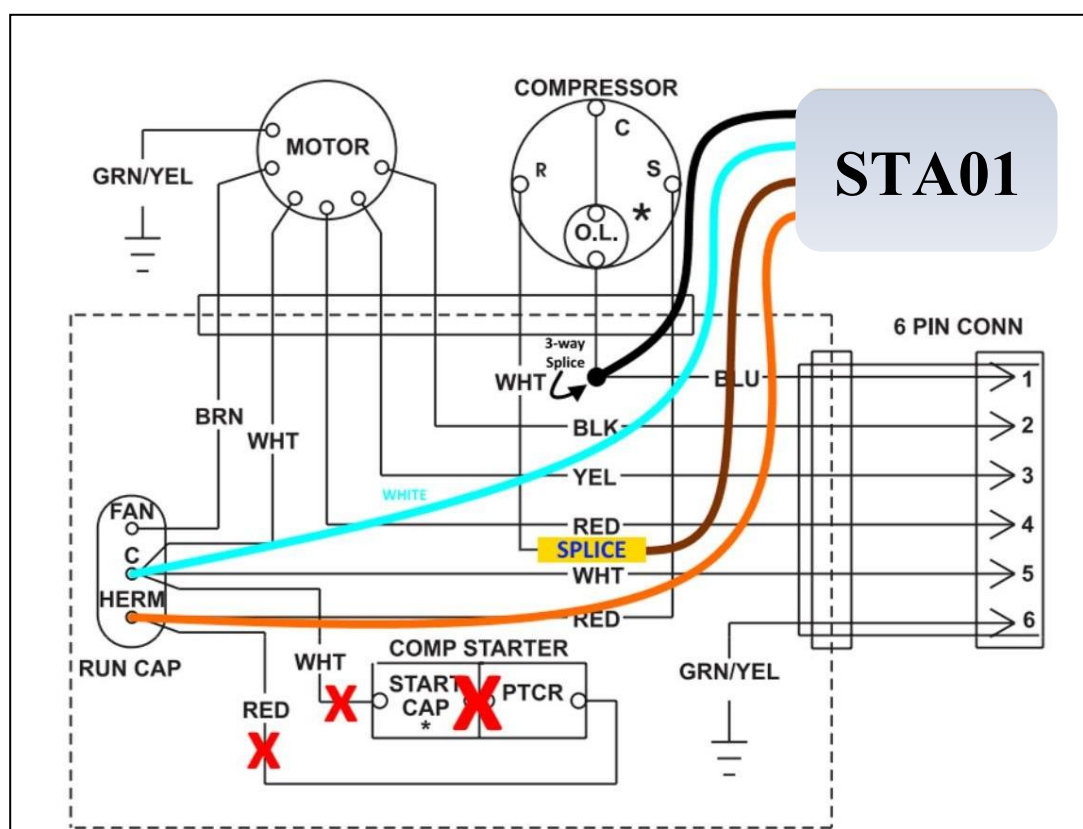 COMPRESSOR
MOTOR
C
R
S
STA01
GRN/YEL
*
O.L.
6 PIN CONN
3-way
Splice
WHT
BLU
1
BRN
WHT
BLK
2
YEL
3
WHITE
FAN
RED
4
C
SPLICE
WHT
5
HERM
RED
6
RUN CAP
WHT
COMP STARTER
GRN/YEL
START
CAP
*
PTCR
RED
X
X
X